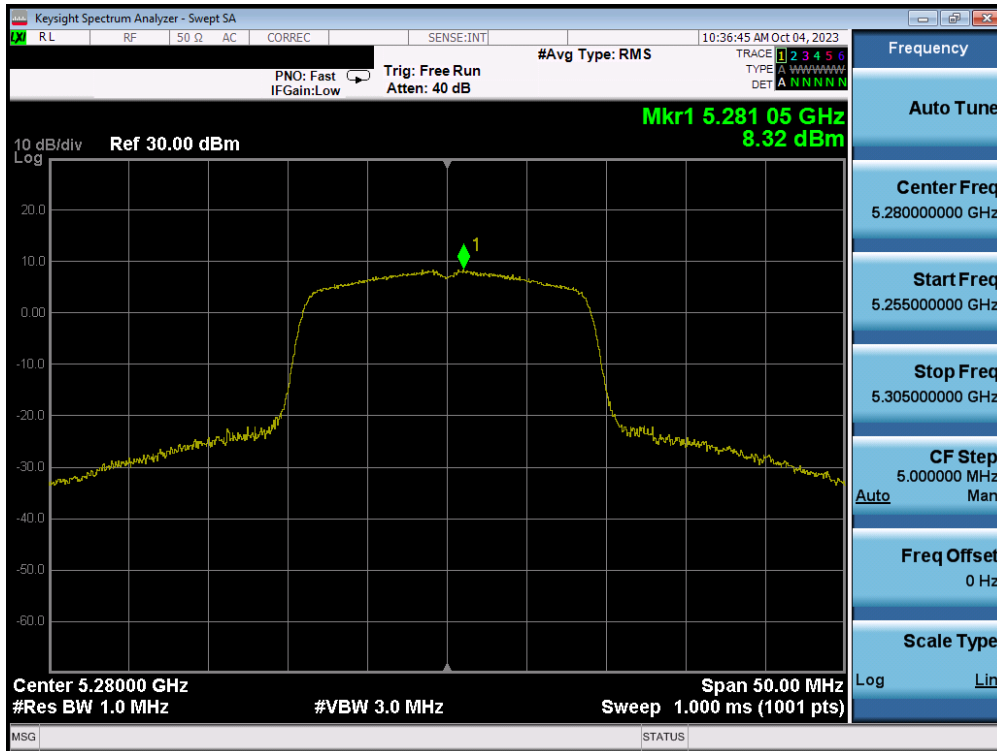 Keysight Spectrum Analyzer - Swept SA
LXI RL RF 50 Ω AC CORREC SENSE:INT 10:36:45 AM Oct 04, 2023
#Avg Type: RMS TRACE 1 2 3 4 5 6
PNO: Fast Trig: Free Run TYPE A WWWWW
IFGain:Low Atten: 40 dB DET A N N N N N
Mkr1 5.281 05 GHz
8.32 dBm
10 dB/div Ref 30.00 dBm
Log
20.0
1
10.0
0.00
-10.0
-20.0
-30.0
-40.0
-50.0
-60.0
Center 5.28000 GHz Span 50.00 MHz
#Res BW 1.0 MHz #VBW 3.0 MHz Sweep 1.000 ms (1001 pts)
MSG STATUS
Frequency
Auto Tune
Center Freq
5.280000000 GHz
Start Freq
5.255000000 GHz
Stop Freq
5.305000000 GHz
CF Step
5.000000 MHz
Auto Man
Freq Offset
0 Hz
Scale Type
Log Lin